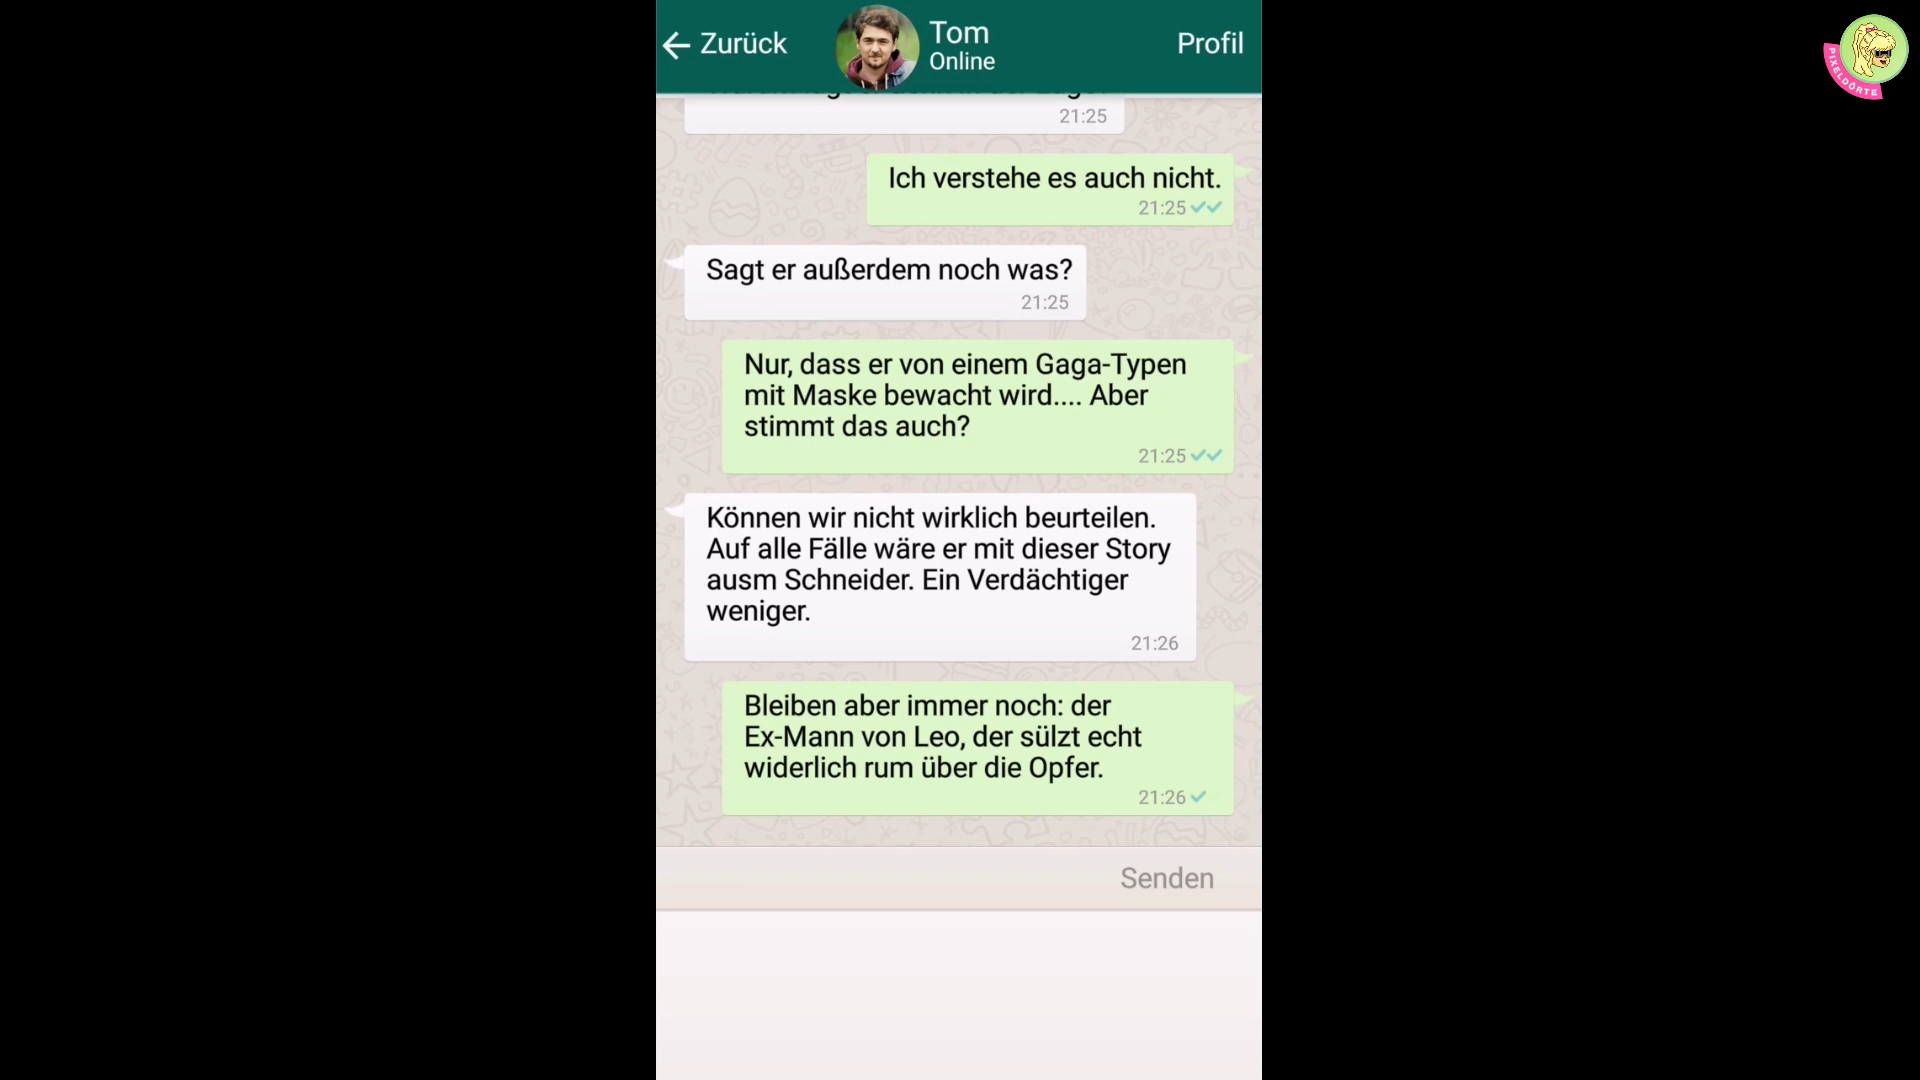 Zurück
Tom
Online
Profil
21:25
Ich verstehe es auch nicht.
21:25
Sagt er außerdem noch was?
21:25
Nur, dass er von einem Gaga-Typen
mit Maske bewacht wird.... Aber
stimmt das auch?
21:25
Können wir nicht wirklich beurteilen.
Auf alle Fälle wäre er mit dieser Story
ausm Schneider. Ein Verdächtiger
weniger.
21:26
Bleiben aber immer noch: der
Ex-Mann von Leo, der sülzt echt
widerlich rum über die Opfer.
21:26
Senden
PIXELDÖRTE